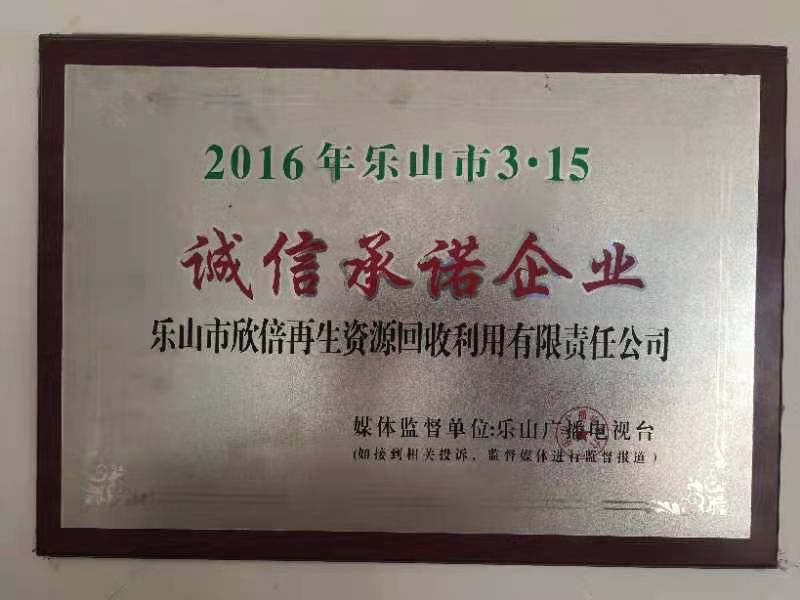 2016年乐山市3·15
诚信承诺企业
乐山市欣倍再生资源回收利用有限责任公司
媒体监督单位:乐山广播电视台
(如接到相关投诉、监督媒体进行监督报道)